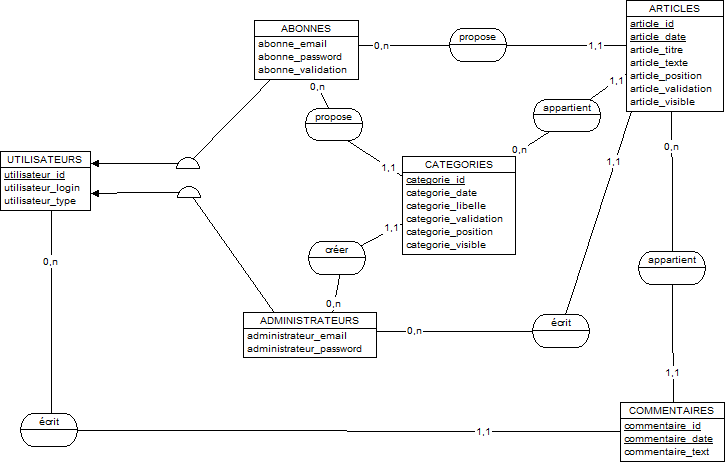 ABONNES
abonne_email
abonne_password
abonne_validation
0,n
propose
1,1
ARTICLES
article_id
article_date
article_titre
article_texte
article_position
article_validation
article_visible
0,n
propose
1,1
1,1
appartient
0,n
UTILISATEURS
utilisateur_id
utilisateur_login
utilisateur_type
CATEGORIES
categorie_id
categorie_date
categorie_libelle
categorie_validation
categorie_position
categorie_visible
1,1
créer
0,n
1,1
0,n
appartient
1,1
0,n
ADMINISTRATEURS
administrateur_email
administrateur_password
0,n
écrit
écrit
1,1
COMMENTAIRES
commentaire_id
commentaire_date
commentaire_text